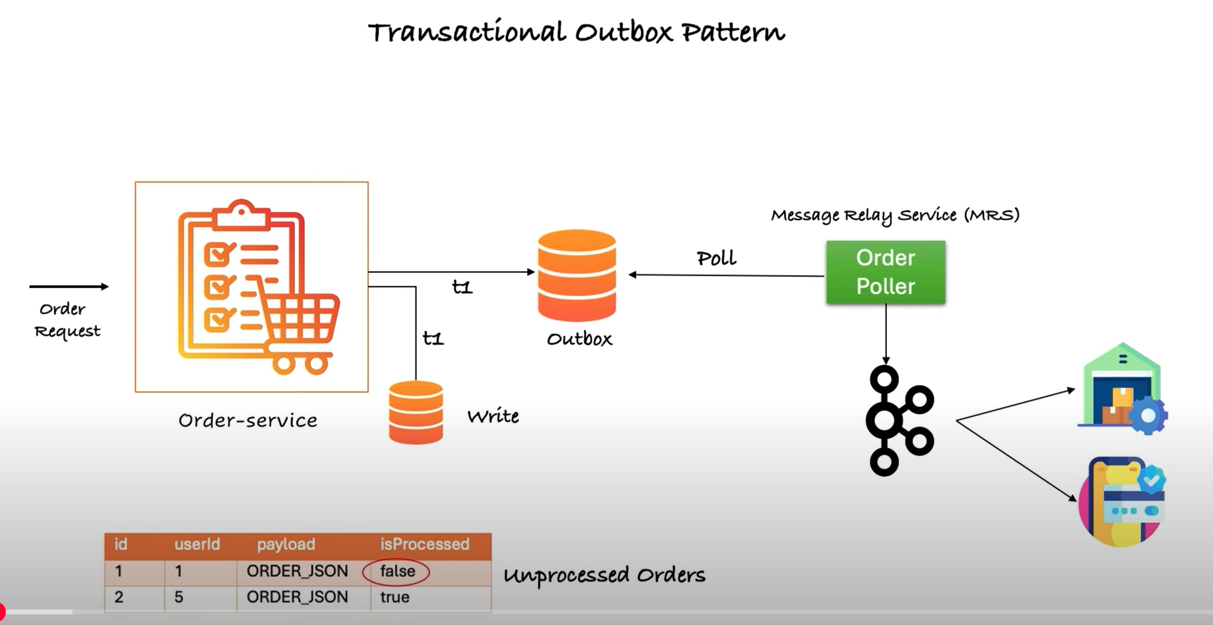 Transactional Outbox Pattern
Message Relay Service (MRS)
Order
Poller
Poll
Order
Request
t1
t1
Outbox
Order-service
Write
id userId payload isProcessed
1 1 ORDER_JSON false
2 5 ORDER_JSON true
Unprocessed Orders